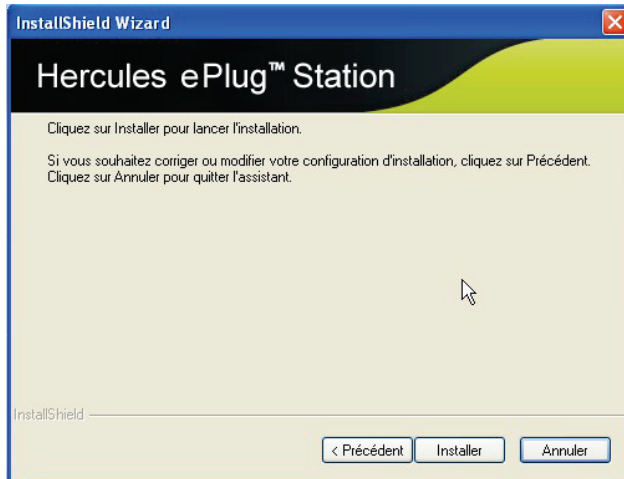 InstallShield Wizard
Hercules ePlug™ Station
Cliquez sur Installer pour lancer l'installation.
Si vous souhaitez corriger ou modifier votre configuration d'installation, cliquez sur Précédent.
Cliquez sur Annuler pour quitter l'assistant.
InstallShield
< Précédent
Installer
Annuler